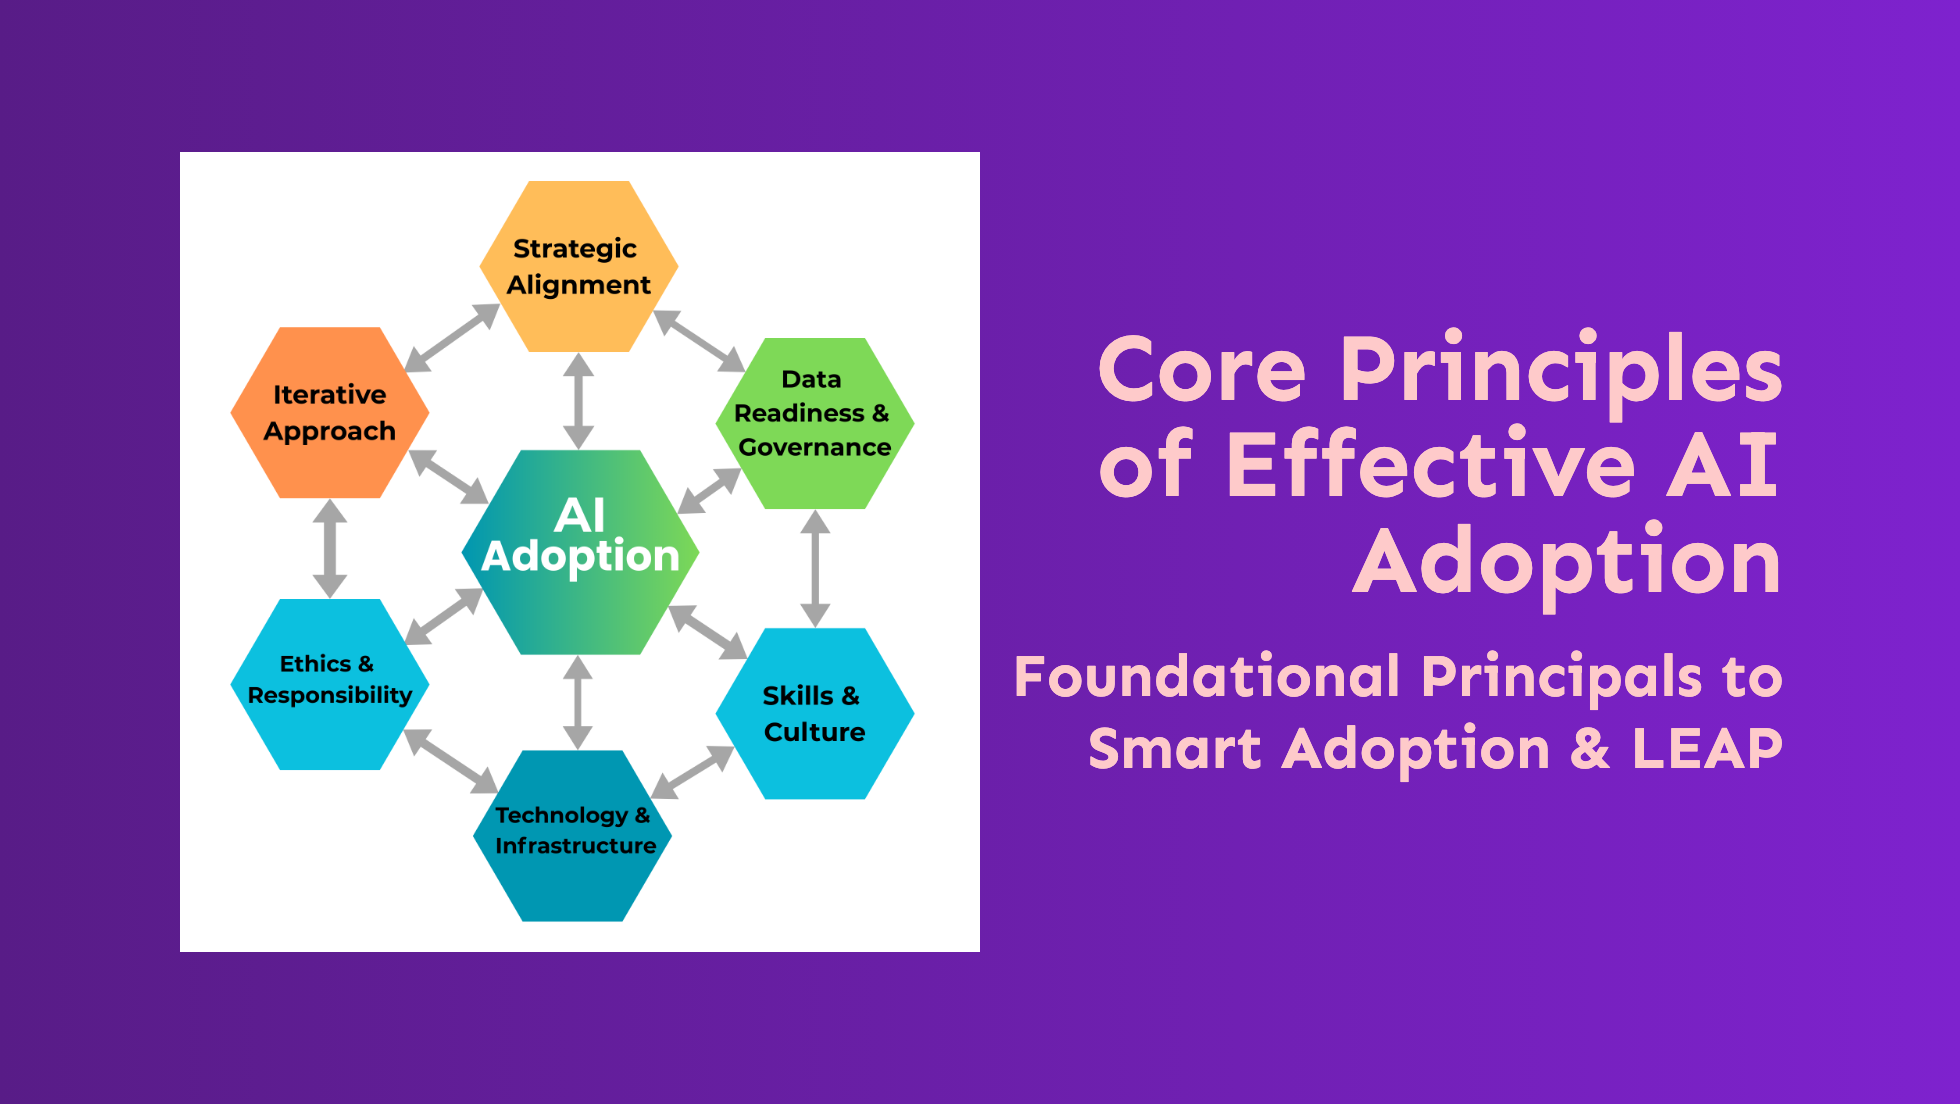 Strategic
Alignment
Iterative
Approach
Data
Readiness &
Governance
AI
Adoption
Ethics &
Responsibility
Skills &
Culture
Technology &
Infrastructure
Core Principles
of Effective AI
Adoption
Foundational Principals to
Smart Adoption & LEAP